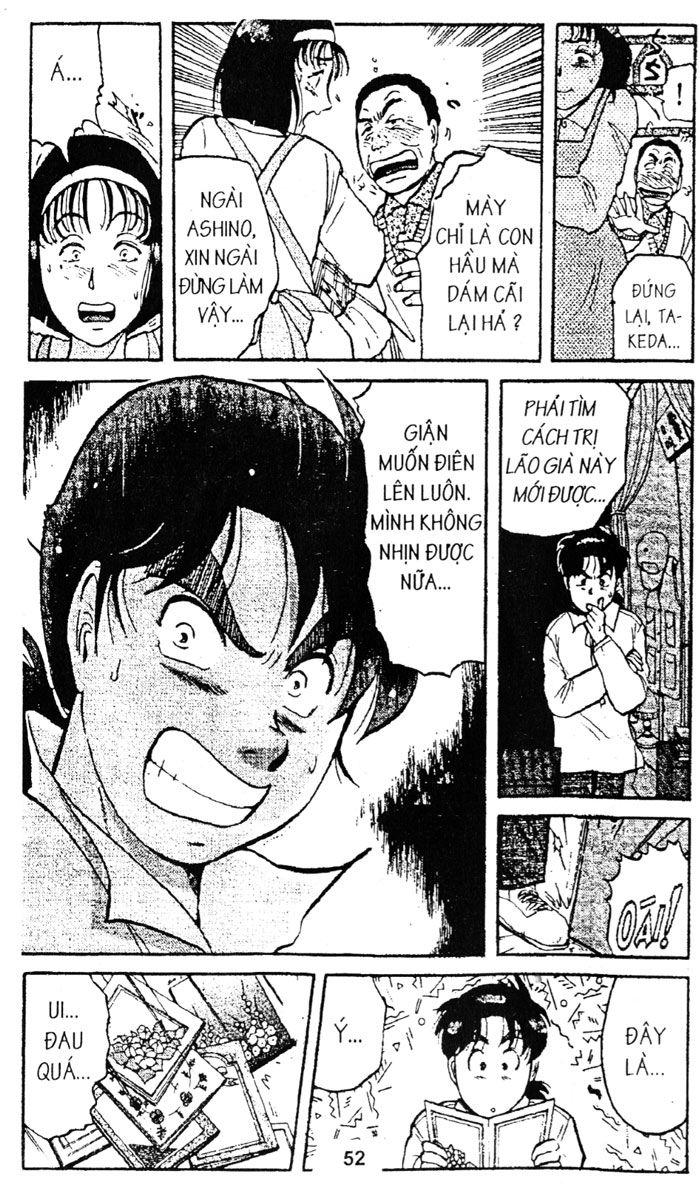 Á...
NGÀI
ASHINO,
XIN NGÀI
ĐỪNG LÀM
VẬY...
MÀY
CHỈ LÀ CON
HẦU MÀ
DÁM CÃI
LẠI HẢ ?
!
ĐỨNG
LẠI, TA-
KEDA...
GIẬN
MUỐN ĐIÊN
LÊN LUÔN.
MÌNH KHÔNG
NHỊN ĐƯỢC
NỮA...
PHẢI TÌM
CÁCH TRỊ
LÃO GIÀ NÀY
MỚI ĐƯỢC...
OÃI!
UI...
ĐAU
QUÁ...
Ý...
ĐÂY
LÀ...
52